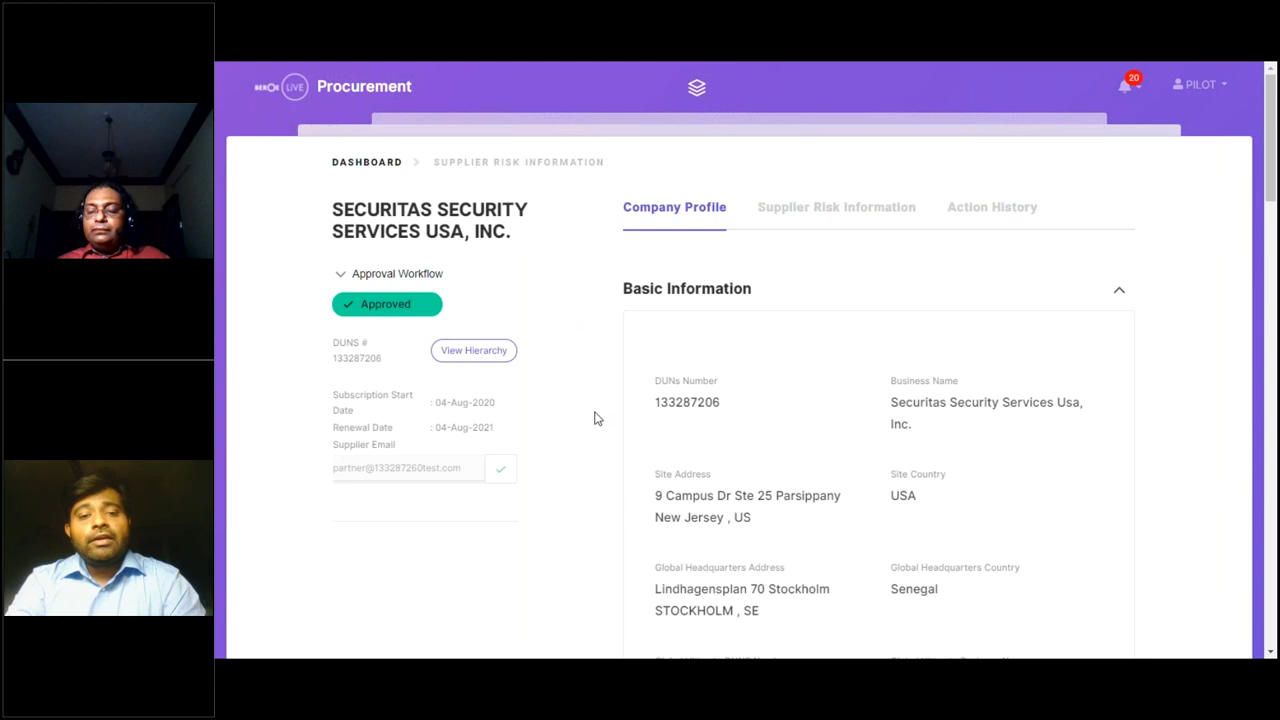 BEROE LIVE Procurement
20
PILOT
DASHBOARD > SUPPLIER RISK INFORMATION
SECURITAS SECURITY
SERVICES USA, INC.
Approval Workflow
Approved
DUNS #
133287206
View Hierarchy
Subscription Start
Date
: 04-Aug-2020
Renewal Date : 04-Aug-2021
Supplier Email
partner@133287260test.com
Company Profile Supplier Risk Information Action History
Basic Information
DUNs Number Business Name
133287206 Securitas Security Services Usa,
Inc.
Site Address Site Country
9 Campus Dr Ste 25 Parsippany USA
New Jersey , US
Global Headquarters Address Global Headquarters Country
Lindhagensplan 70 Stockholm Senegal
STOCKHOLM , SE